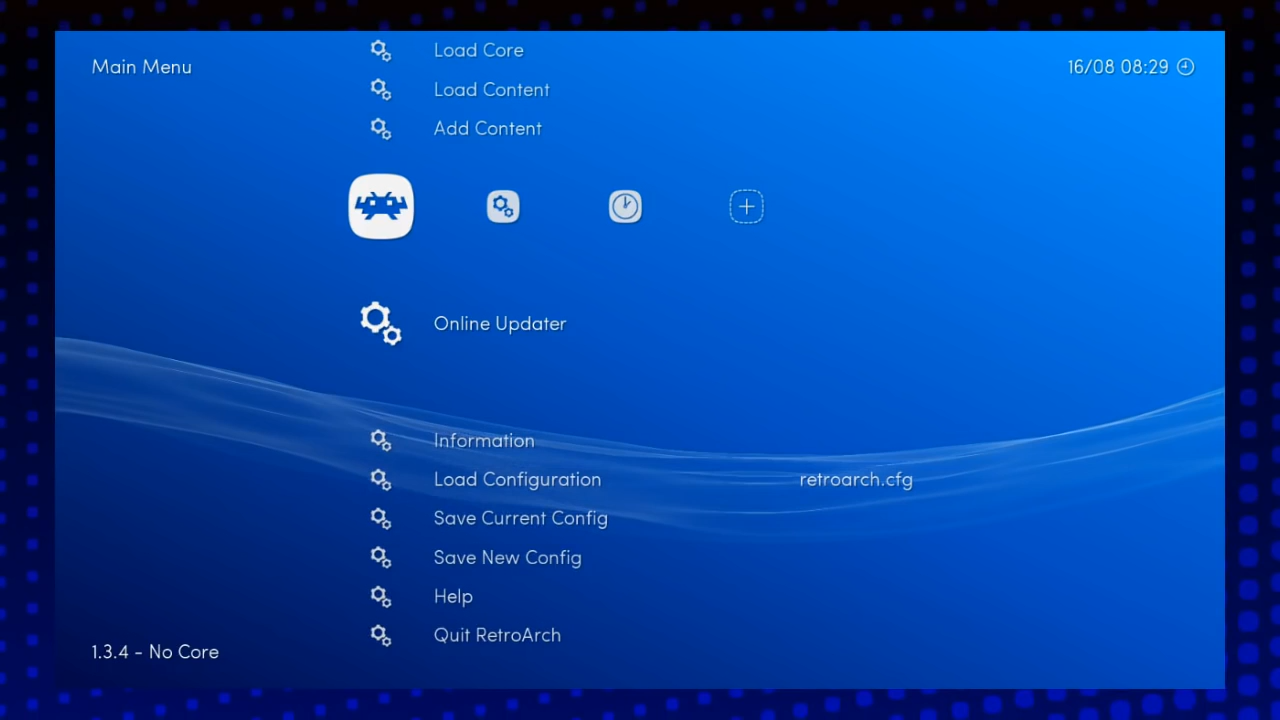 Load Core
Main Menu
16/08 08:29
Load Content
Add Content
Online Updater
Information
Load Configuration retroarch.cfg
Save Current Config
Save New Config
Help
Quit RetroArch
1.3.4 - No Core